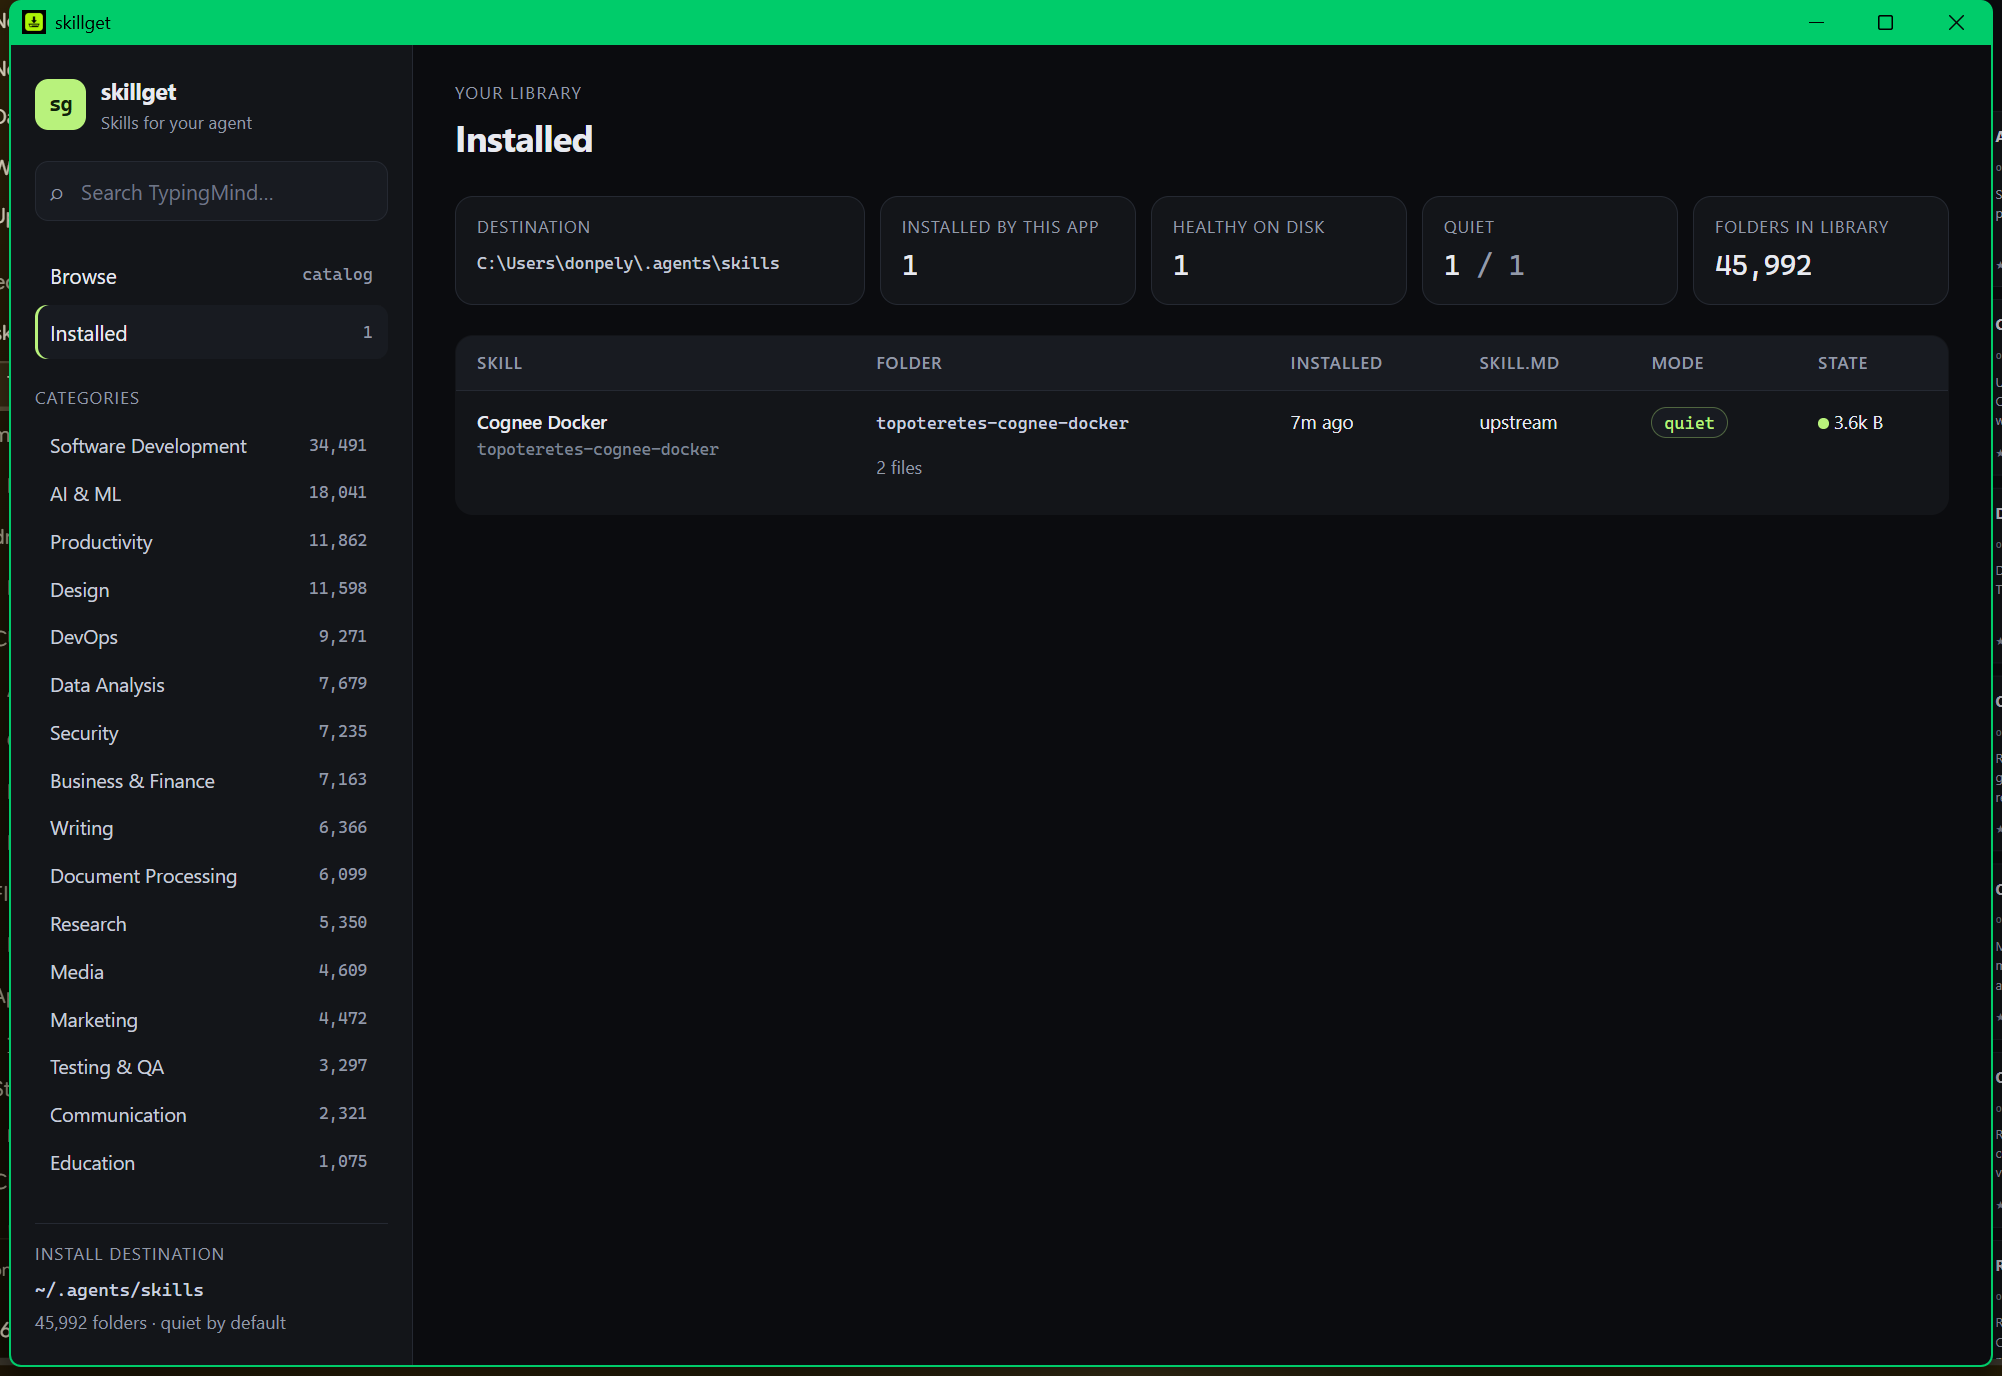 skillget
sg
skillget
Skills for your agent
Search TypingMind...
Browse catalog
Installed 1
CATEGORIES
Software Development 34,491
AI & ML 18,041
Productivity 11,862
Design 11,598
DevOps 9,271
Data Analysis 7,679
Security 7,235
Business & Finance 7,163
Writing 6,366
Document Processing 6,099
Research 5,350
Media 4,609
Marketing 4,472
Testing & QA 3,297
Communication 2,321
Education 1,075
INSTALL DESTINATION
~/.agents/skills
45,992 folders · quiet by default
YOUR LIBRARY
Installed
DESTINATION
C:\Users\donpely\.agents\skills
INSTALLED BY THIS APP
1
HEALTHY ON DISK
1
QUIET
1 / 1
FOLDERS IN LIBRARY
45,992
SKILL FOLDER INSTALLED SKILL.MD MODE STATE
Cognee Docker topoteretes-cognee-docker 7m ago upstream quiet 3.6k B
topoteretes-cognee-docker
2 files